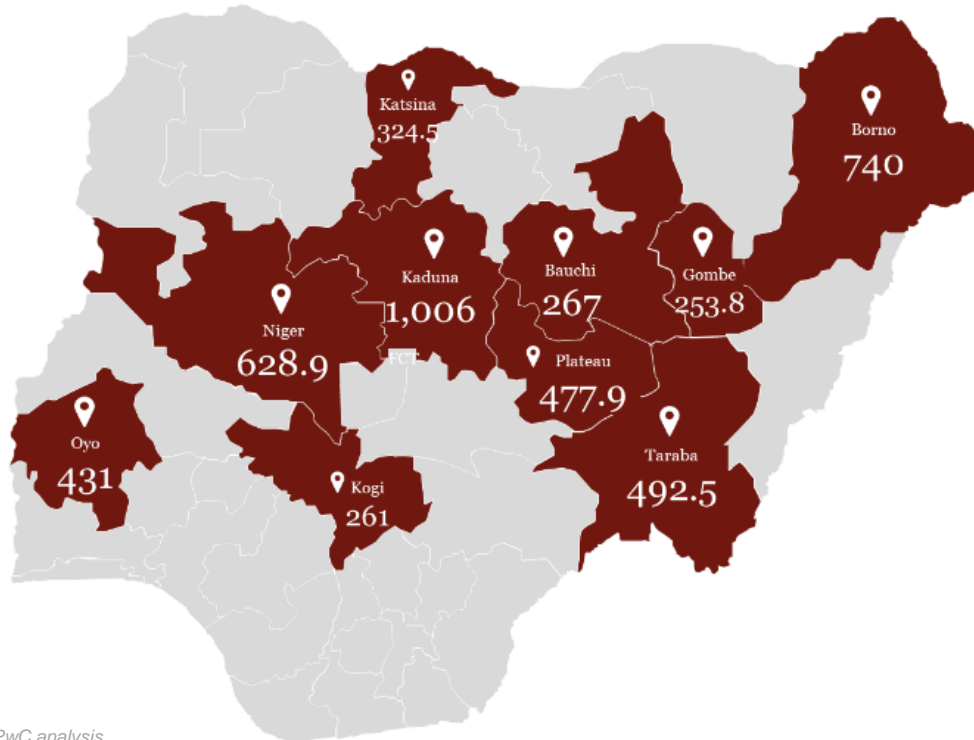 Katsina
324.5
Borno
740
Kaduna
1,006
Bauchi
267
Gombe
253.8
Niger
628.9
FCT
Plateau
477.9
Oyo
431
Taraba
492.5
Kogi
261
PwC analysis